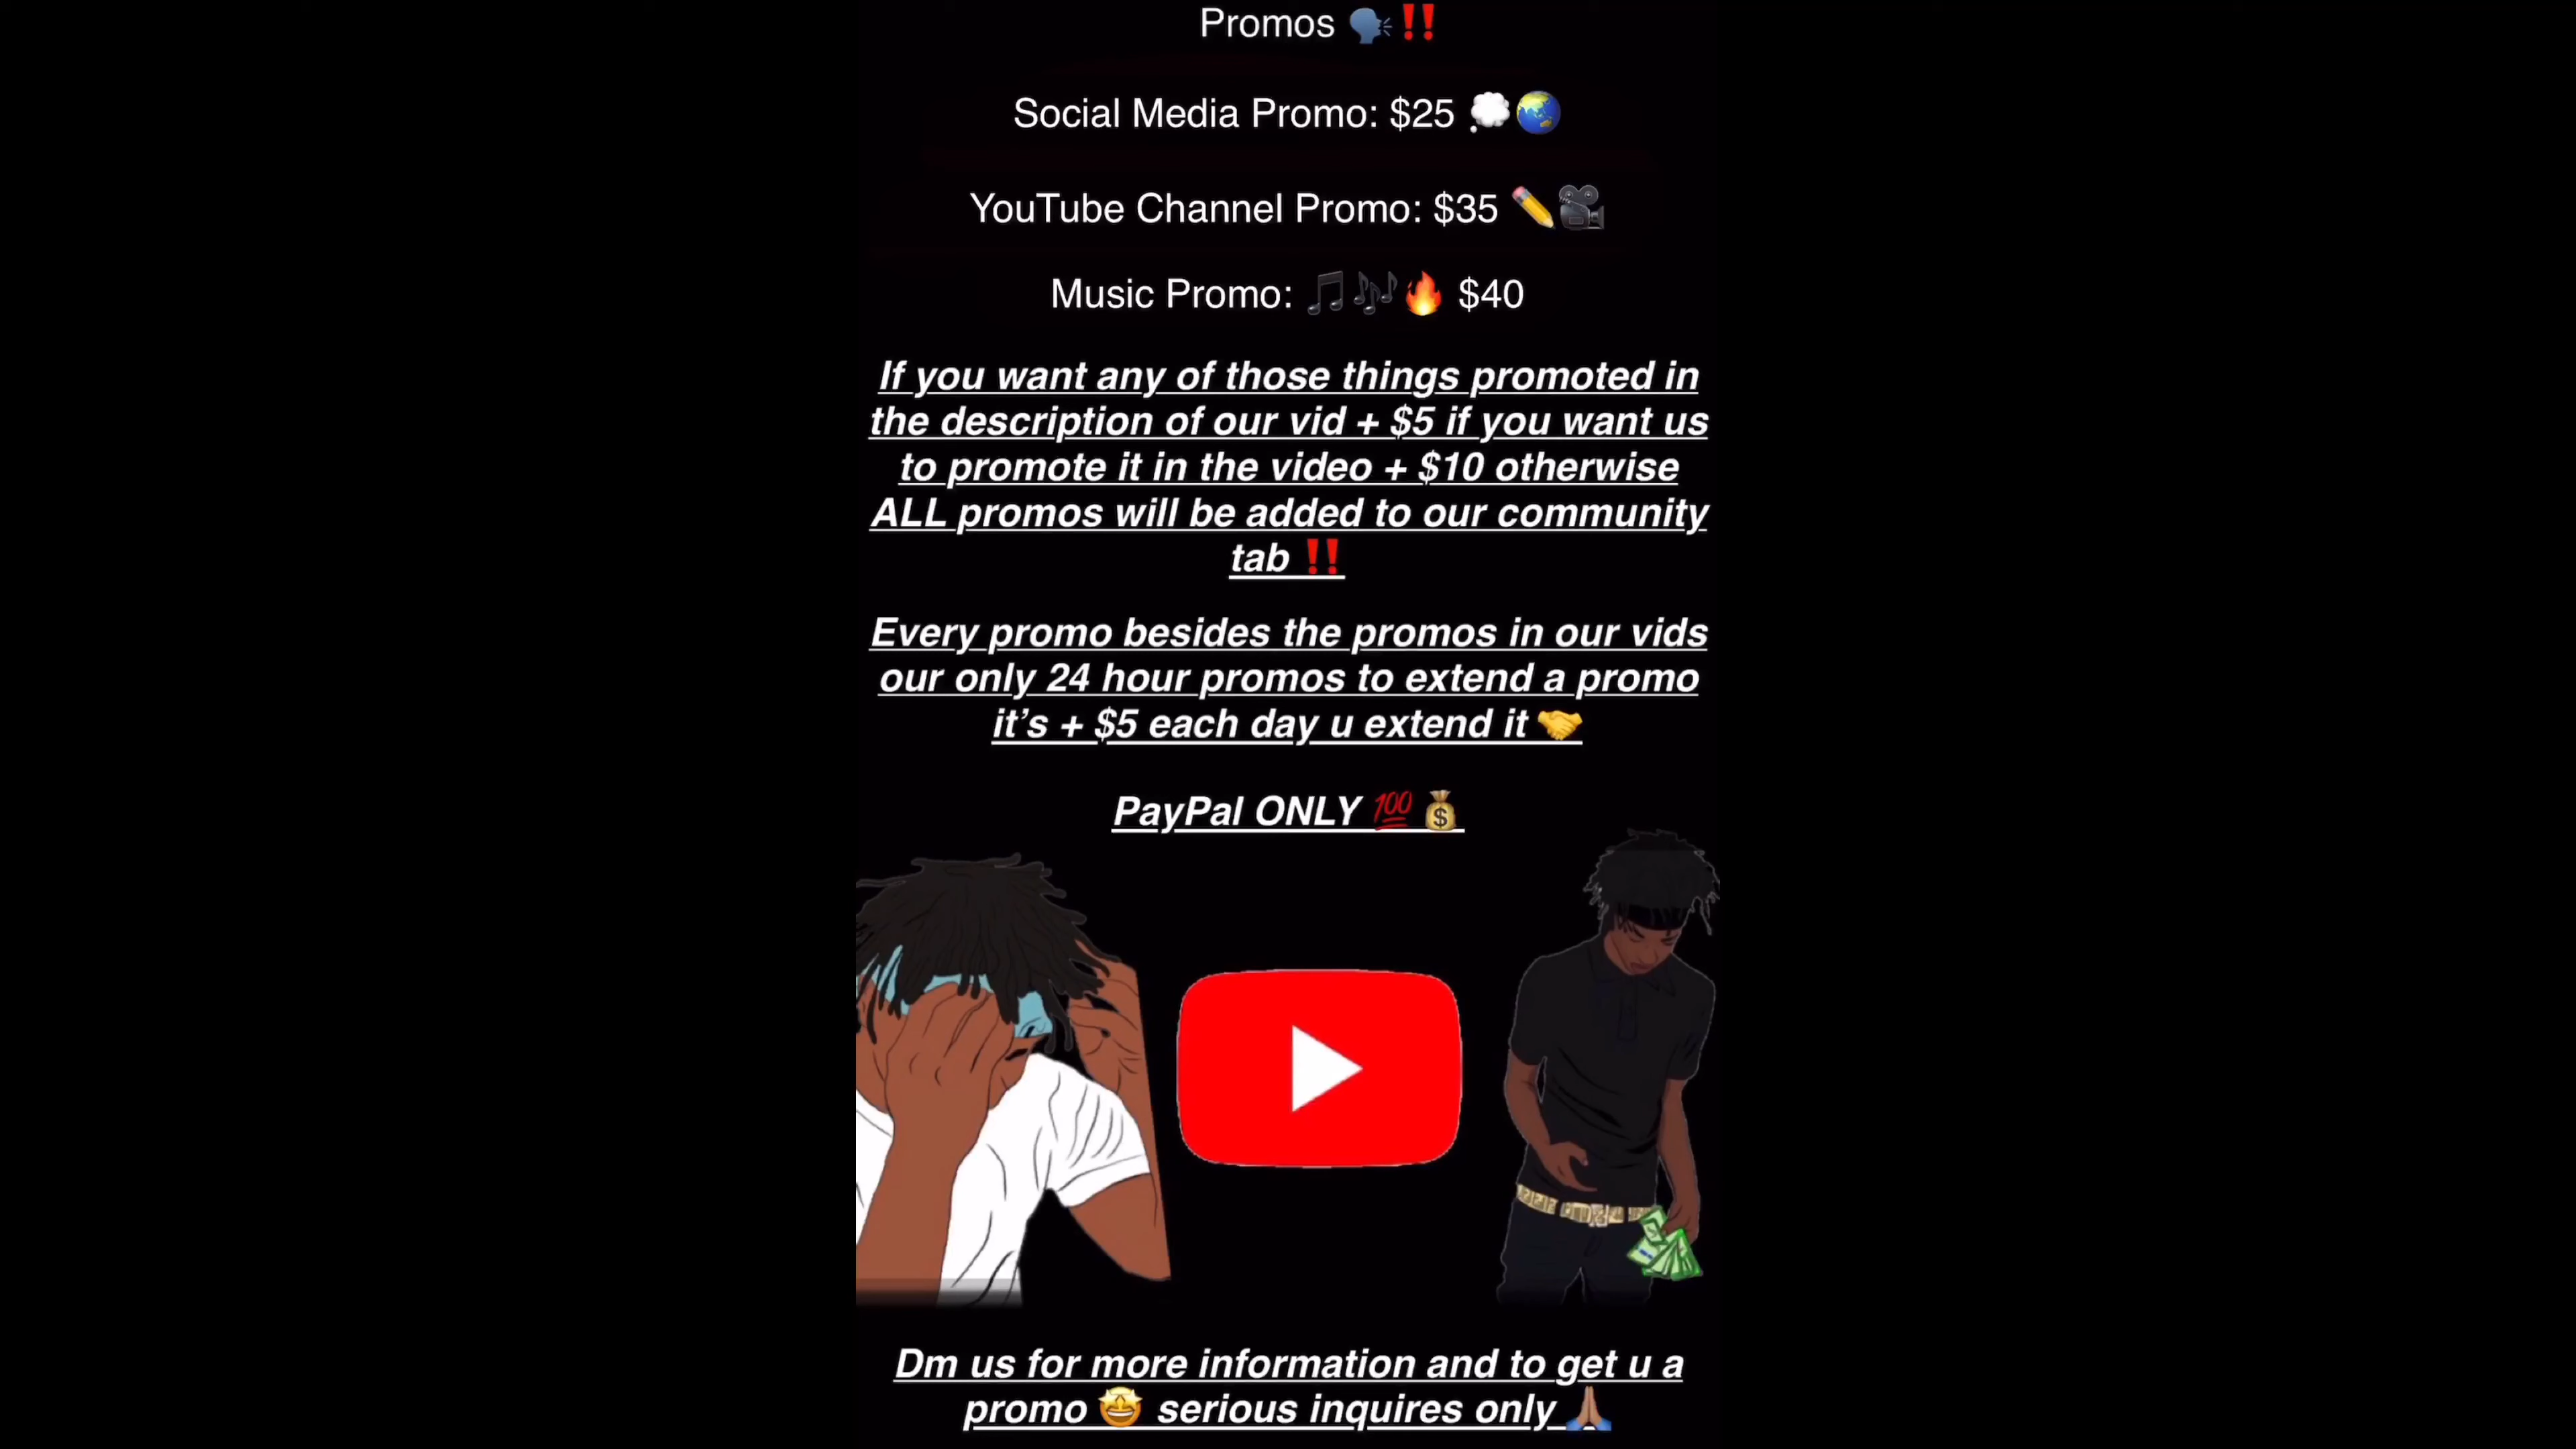 Promos 🗣️‼️
Social Media Promo: $25 💭🌏
YouTube Channel Promo: $35 ✏️🎥
Music Promo: 🎵🎶🔥 $40
If you want any of those things promoted in
the description of our vid + $5 if you want us
to promote it in the video + $10 otherwise
ALL promos will be added to our community
tab ‼️
Every promo besides the promos in our vids
our only 24 hour promos to extend a promo
it’s + $5 each day u extend it 🤝
PayPal ONLY 💯💰
Dm us for more information and to get u a
promo 🤩 serious inquires only 🙏🏽